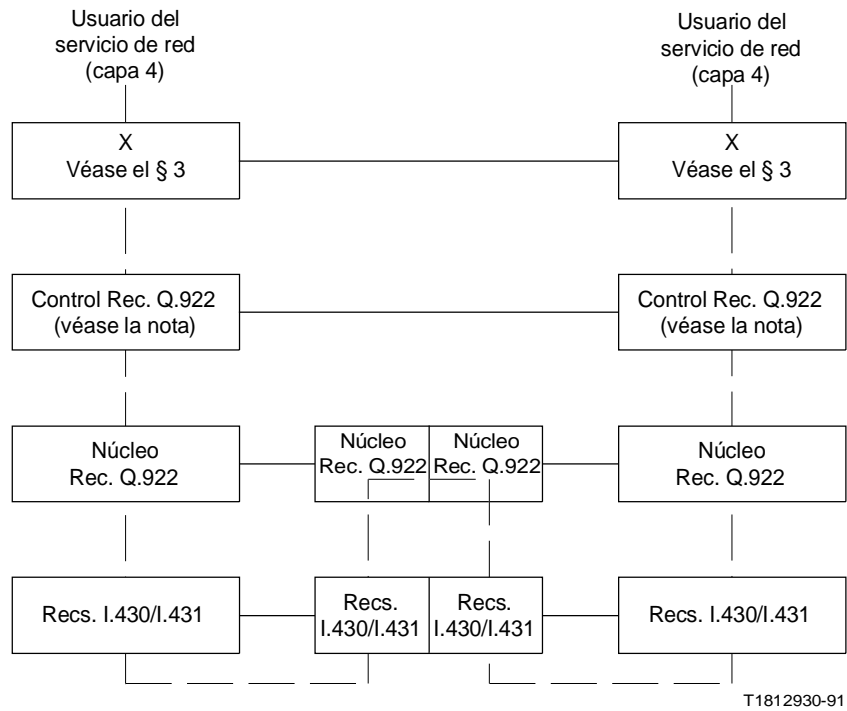 Usuario del
servicio de red
(capa 4)
Usuario del
servicio de red
(capa 4)
X
Véase el § 3
X
Véase el § 3
Control Rec. Q.922
(véase la nota)
Control Rec. Q.922
(véase la nota)
Núcleo
Rec. Q.922
Núcleo
Rec. Q.922
Núcleo
Rec. Q.922
Núcleo
Rec. Q.922
Recs. I.430/I.431
Recs.
I.430/I.431
Recs.
I.430/I.431
Recs. I.430/I.431
T1812930-91